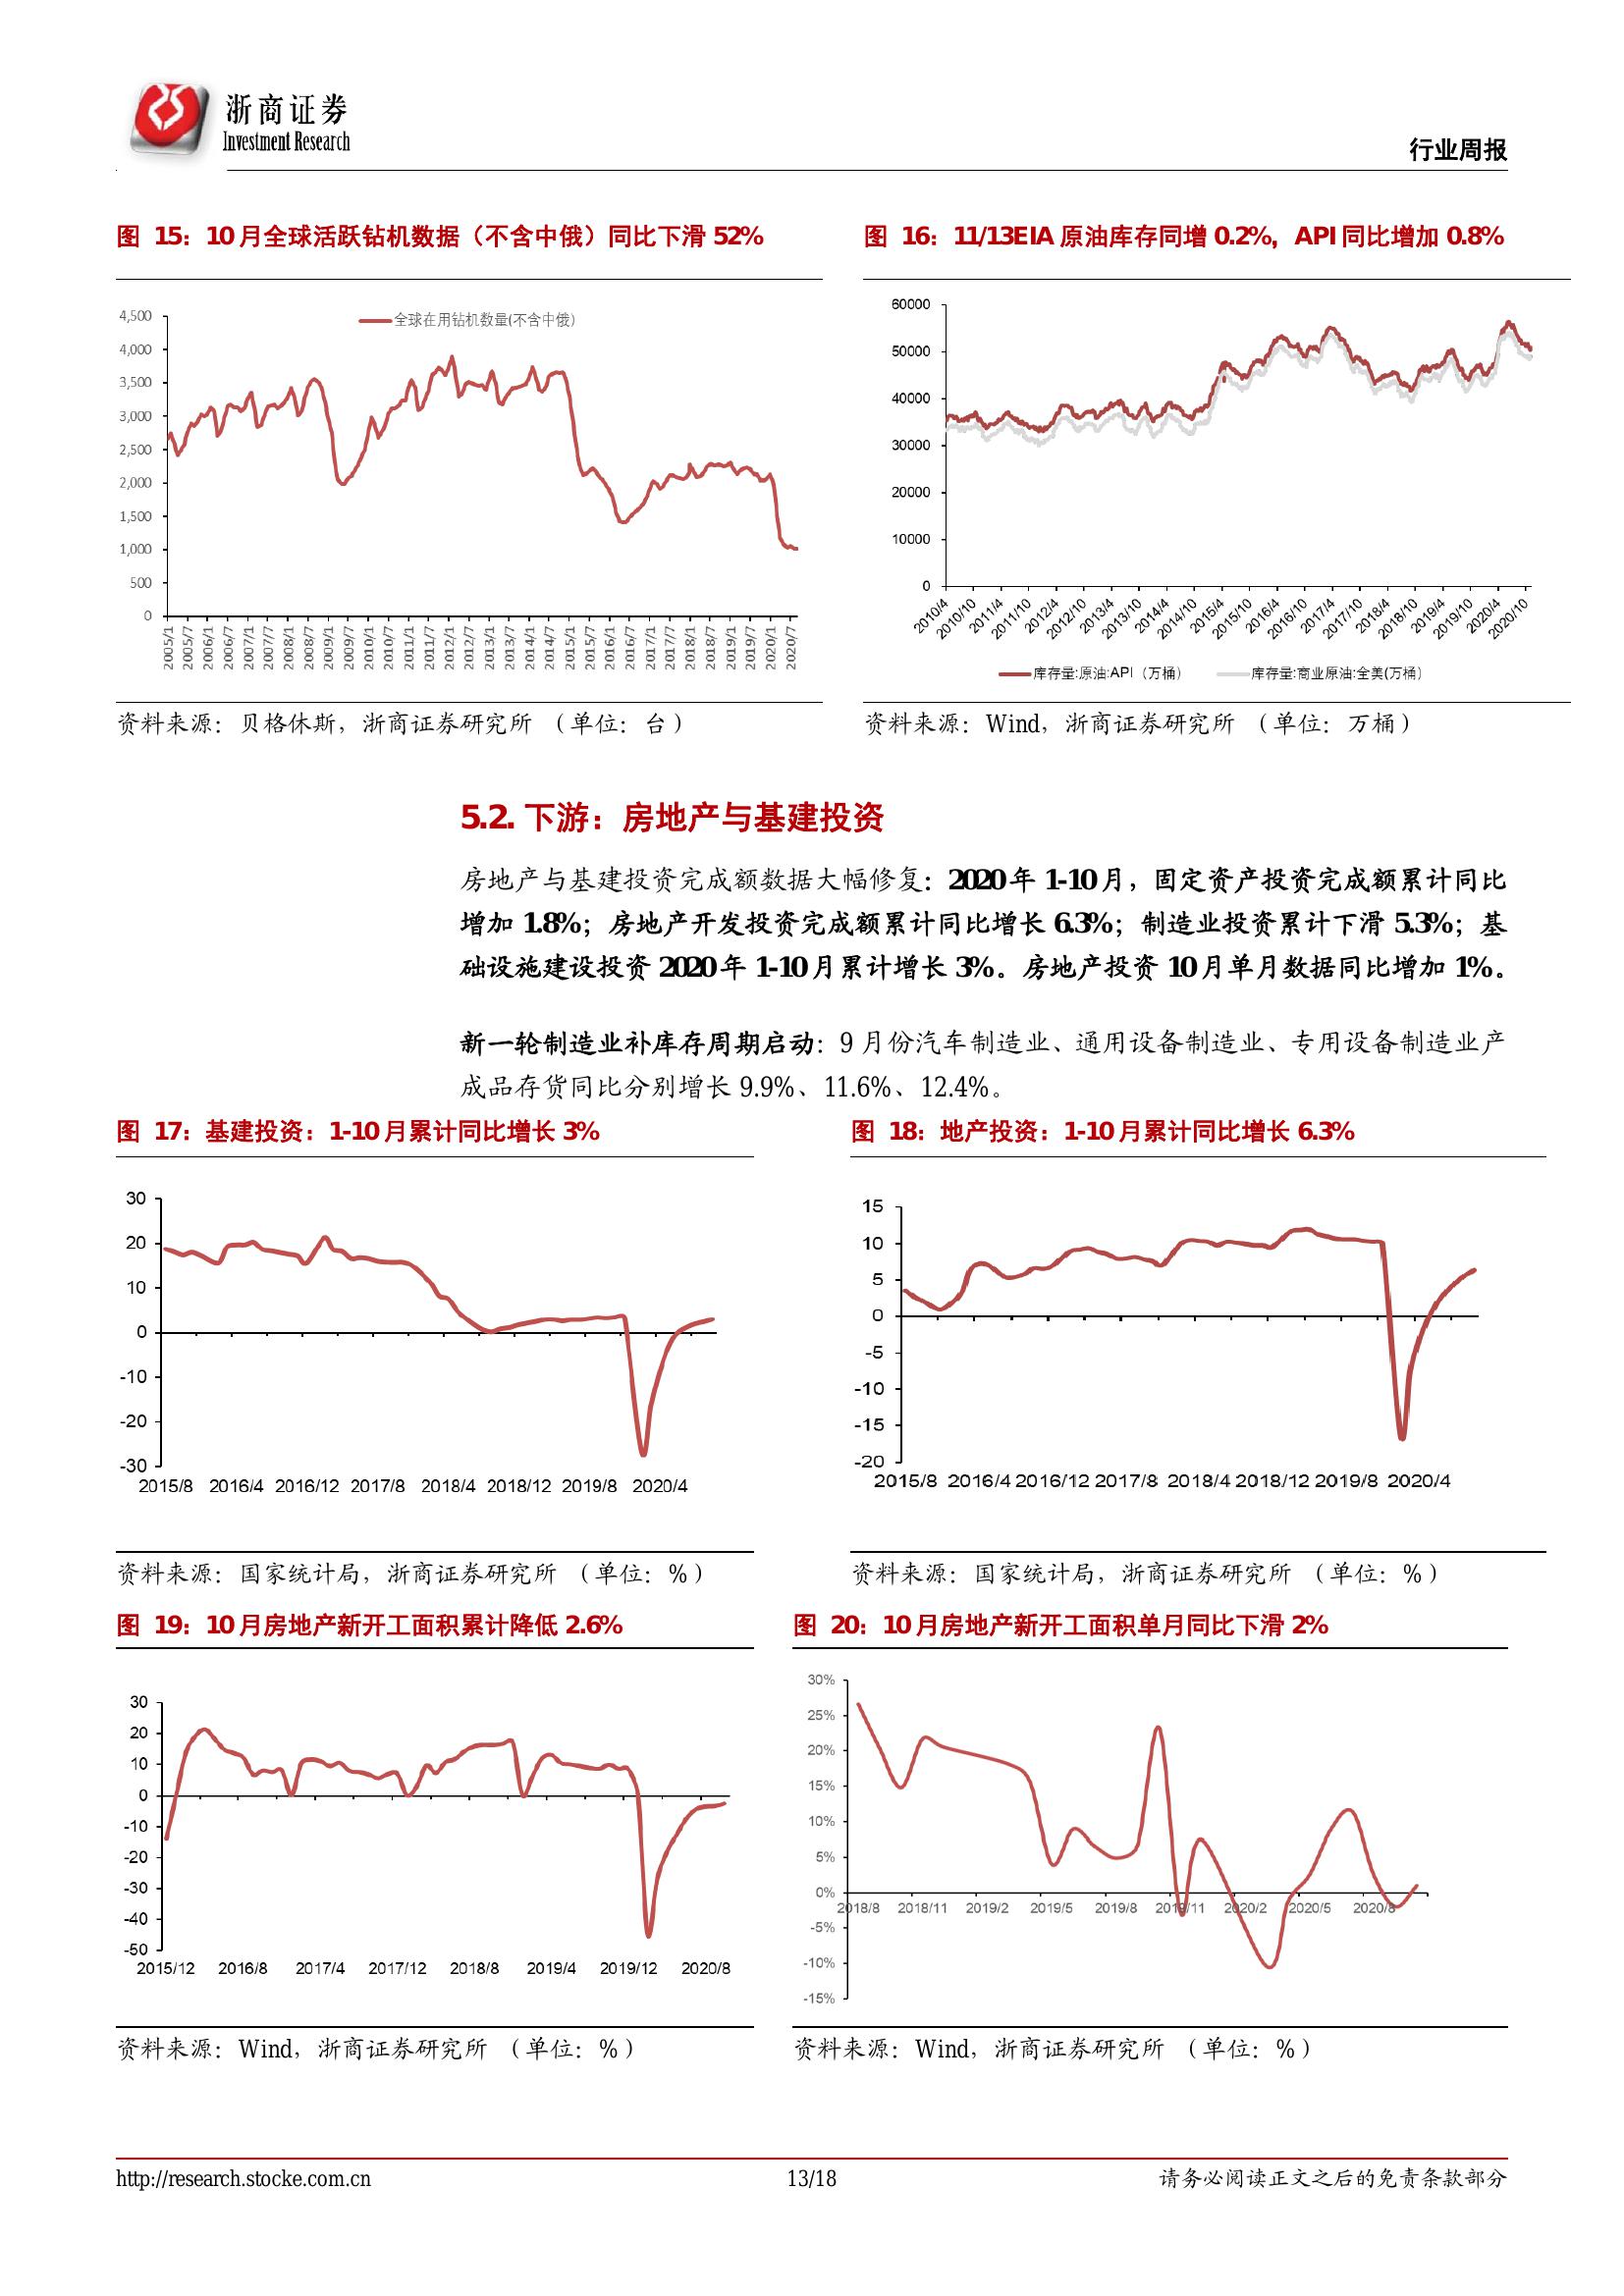 浙商证券
Investment Research
行业周报
图 15：10 月全球活跃钻机数据（不含中俄）同比下滑 52%
4,500
4,000
3,500
3,000
2,500
2,000
1,500
1,000
500
0
全球在用钻机数量(不含中俄)
2005/1 2005/7 2006/1 2006/7 2007/1 2007/7 2008/1 2008/7 2009/1 2009/7 2010/1 2010/7 2011/1 2011/7 2012/1 2012/7 2013/1 2013/7 2014/1 2014/7 2015/1 2015/7 2016/1 2016/7 2017/1 2017/7 2018/1 2018/7 2019/1 2019/7 2020/1 2020/7
资料来源：贝格休斯，浙商证券研究所 （单位：台）
图 16：11/13EIA 原油库存同增 0.2%，API 同比增加 0.8%
60000
50000
40000
30000
20000
10000
0
2010/4 2010/10 2011/4 2011/10 2012/4 2012/10 2013/4 2013/10 2014/4 2014/10 2015/4 2015/10 2016/4 2016/10 2017/4 2017/10 2018/4 2018/10 2019/4 2019/10 2020/4 2020/10
库存量:原油:API（万桶） 库存量:商业原油:全美(万桶)
资料来源：Wind，浙商证券研究所 （单位：万桶）
5.2. 下游：房地产与基建投资
房地产与基建投资完成额数据大幅修复：2020 年 1-10 月，固定资产投资完成额累计同比
增加 1.8%；房地产开发投资完成额累计同比增长 6.3%；制造业投资累计下滑 5.3%；基
础设施建设投资 2020 年 1-10 月累计增长 3%。房地产投资 10 月单月数据同比增加 1%。
新一轮制造业补库存周期启动：9 月份汽车制造业、通用设备制造业、专用设备制造业产
成品存货同比分别增长 9.9%、11.6%、12.4%。
图 17：基建投资：1-10 月累计同比增长 3%
30
20
10
0
-10
-20
-30
2015/8 2016/4 2016/12 2017/8 2018/4 2018/12 2019/8 2020/4
资料来源：国家统计局，浙商证券研究所 （单位：%）
图 18：地产投资：1-10 月累计同比增长 6.3%
15
10
5
0
-5
-10
-15
-20
2015/8 2016/4 2016/12 2017/8 2018/4 2018/12 2019/8 2020/4
资料来源：国家统计局，浙商证券研究所 （单位：%）
图 19：10 月房地产新开工面积累计降低 2.6%
30
20
10
0
-10
-20
-30
-40
-50
2015/12 2016/8 2017/4 2017/12 2018/8 2019/4 2019/12 2020/8
资料来源：Wind，浙商证券研究所 （单位：%）
图 20：10 月房地产新开工面积单月同比下滑 2%
30%
25%
20%
15%
10%
5%
0%
-5%
-10%
-15%
2018/8 2018/11 2019/2 2019/5 2019/8 2019/11 2020/2 2020/5 2020/8
资料来源：Wind，浙商证券研究所 （单位：%）
http://research.stocke.com.cn
13/18
请务必阅读正文之后的免责条款部分